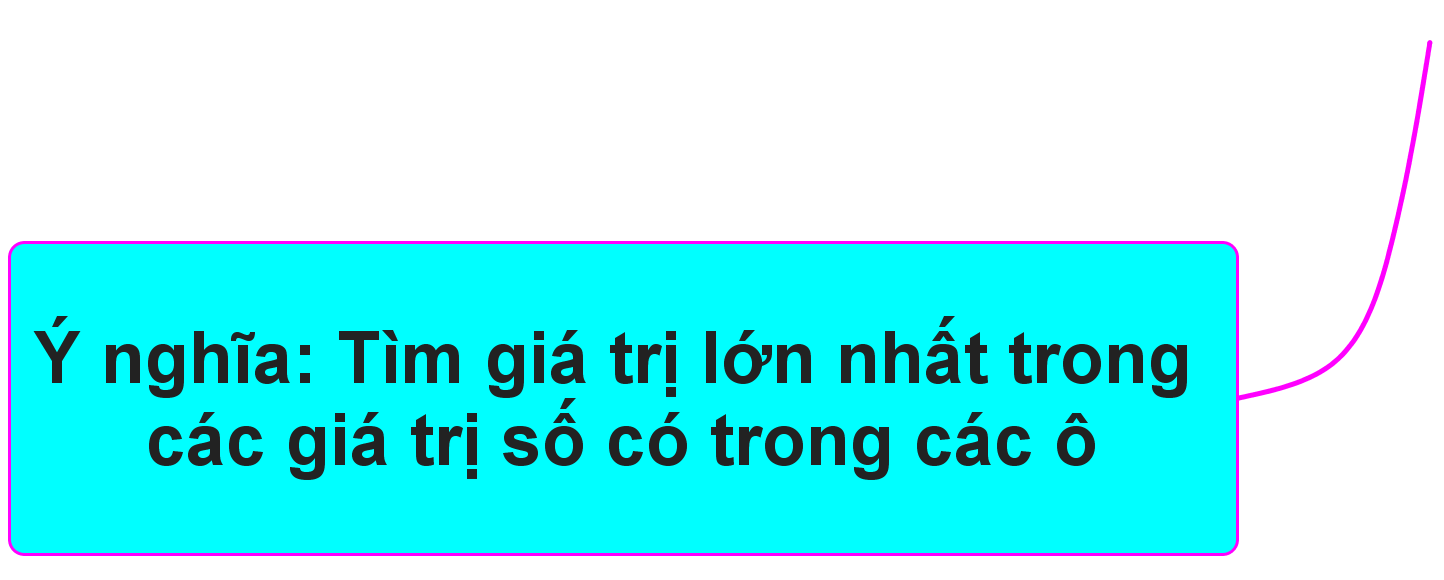 Ý nghĩa: Tìm giá trị lớn nhất trong
các giá trị số có trong các ô